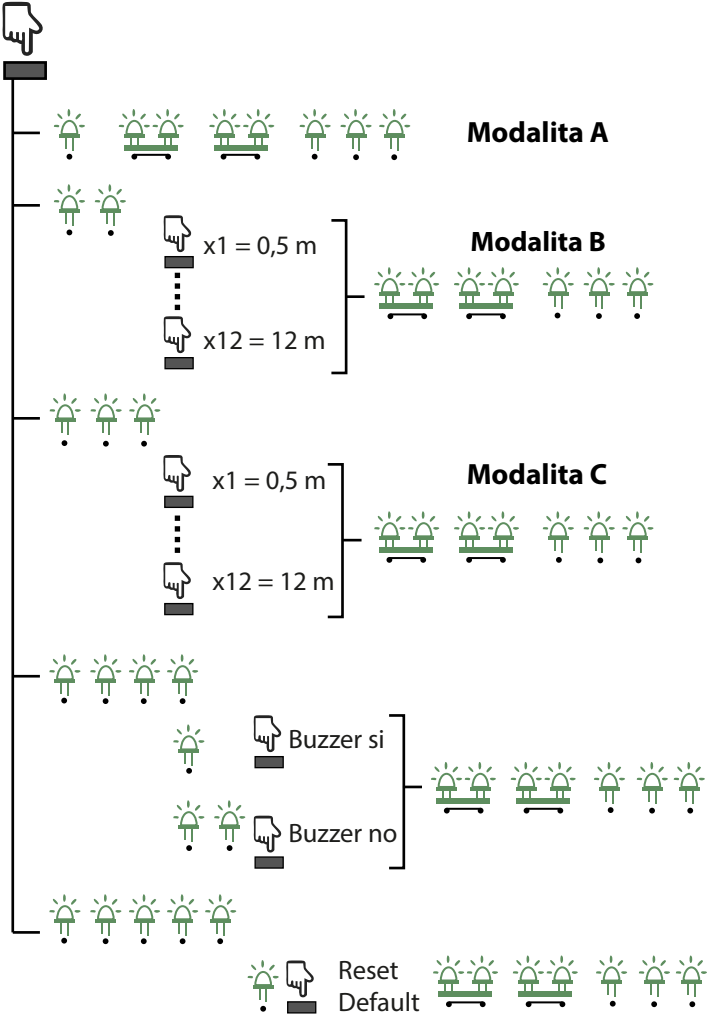 Modalita A
x1 = 0,5 m
Modalita B
x12 = 12 m
x1 = 0,5 m
Modalita C
x12 = 12 m
Buzzer si
Buzzer no
Reset
Default